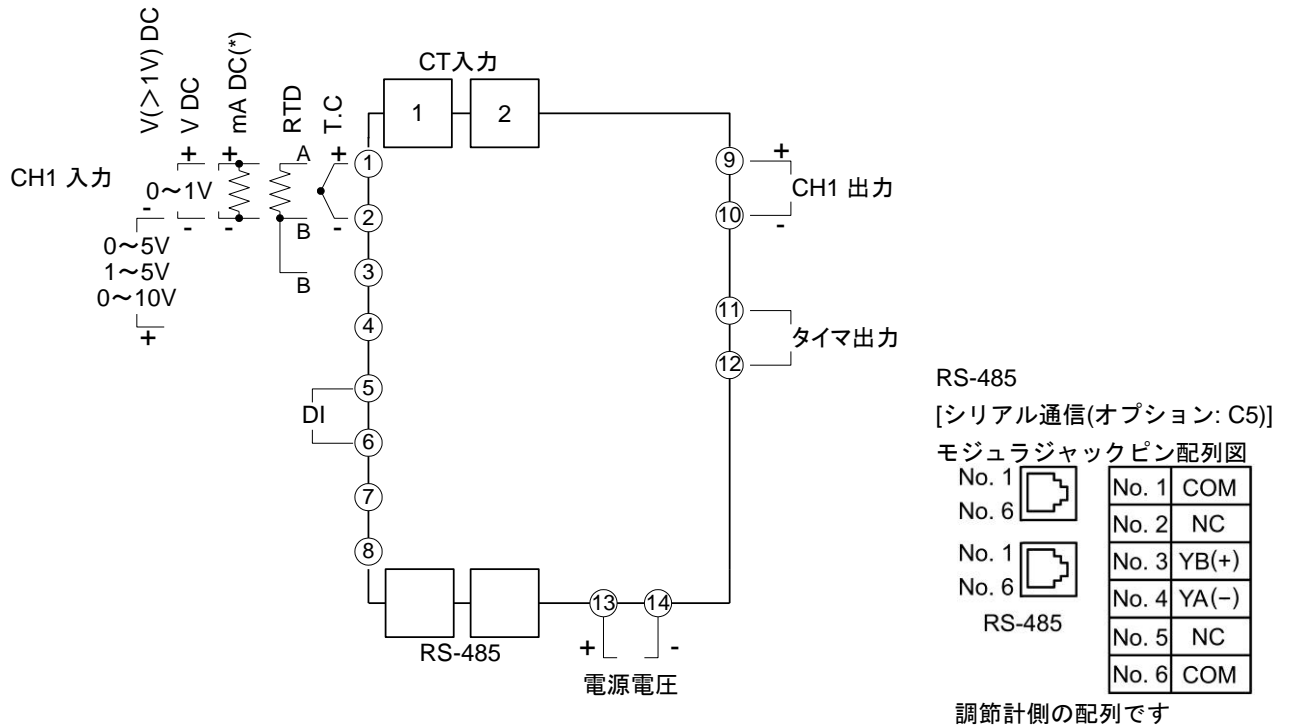 V(>1V) DC
V DC
mA DC(*)
RTD
T.C
CT入力
1
2
CH1 入力
+
+
A
+
1
0～1V
-
-
-
B
-
2
0～5V
1～5V
0～10V
+
B
3
4
DI
5
6
7
8
9
+
CH1 出力
10
-
11
タイマ出力
12
RS-485
13
14
+
-
電源電圧
RS-485
[シリアル通信(オプション: C5)]
モジュラジャックピン配列図
No. 1
No. 6
No. 1
No. 6
RS-485
No. 1 COM
No. 2 NC
No. 3 YB(+)
No. 4 YA(−)
No. 5 NC
No. 6 COM
調節計側の配列です